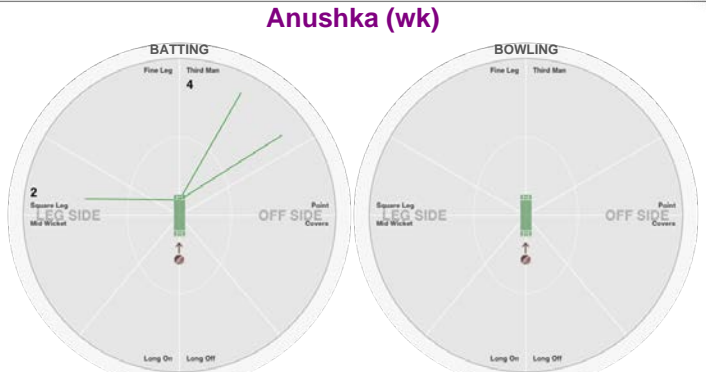 Anushka (wk)
BATTING
Fine Leg Third Man
4
2
Square Leg Point
LEG SIDE OFF SIDE
Mid Wicket Covers
Long On Long Off
BOWLING
Fine Leg Third Man
Square Leg Point
LEG SIDE OFF SIDE
Mid Wicket Covers
Long On Long Off